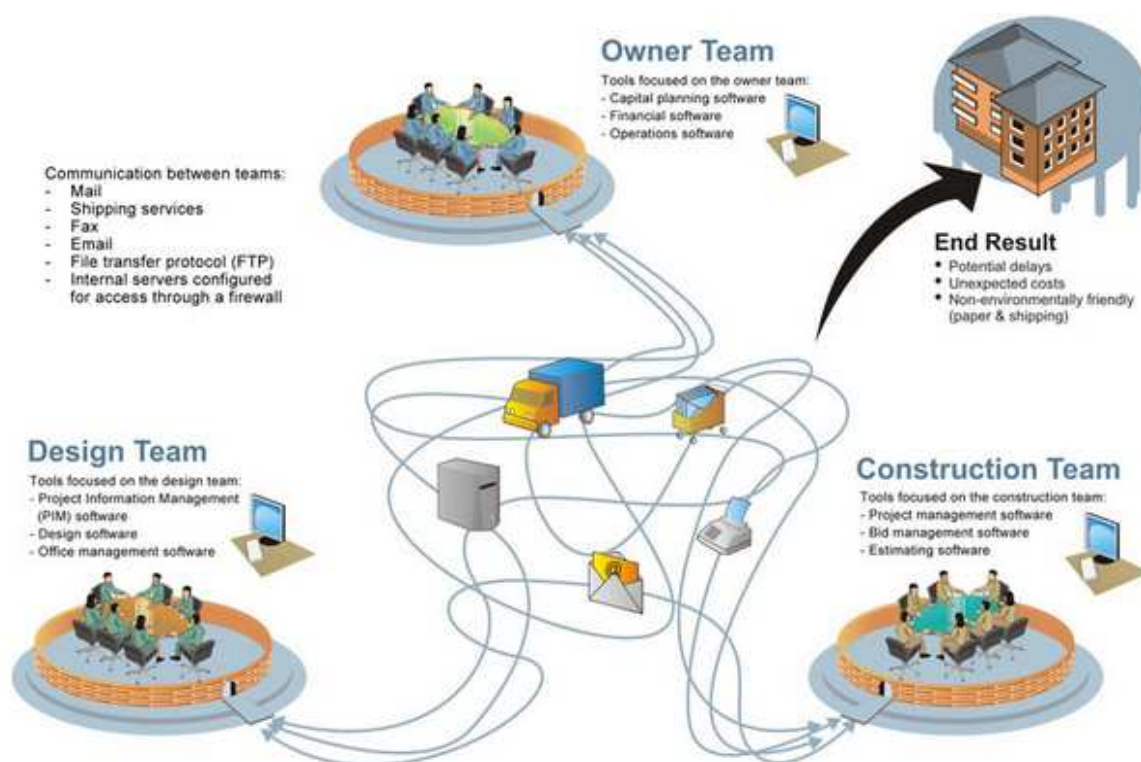 Owner Team
Tools focused on the owner team:
- Capital planning software
- Financial software
- Operations software
Communication between teams:
- Mail
- Shipping services
- Fax
- Email
- File transfer protocol (FTP)
- Internal servers configured
for access through a firewall
End Result
• Potential delays
• Unexpected costs
• Non-environmentally friendly
(paper & shipping)
Design Team
Tools focused on the design team:
- Project Information Management
(PIM) software
- Design software
- Office management software
Construction Team
Tools focused on the construction team:
- Project management software
- Bid management software
- Estimating software